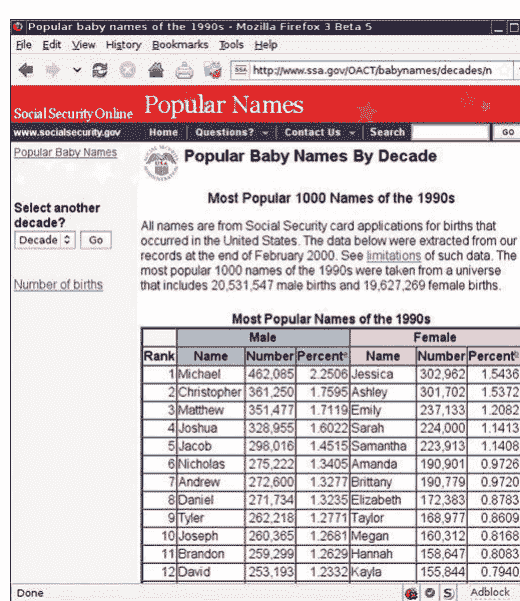 Popular baby names of the 1990s - Mozilla Firefox 3 Beta 5
File Edit View History Bookmarks Tools Help
SSA http://www.ssa.gov/OACT/babynames/decades/n
Social Security Online Popular Names
www.socialsecurity.gov Home Questions? Contact Us Search GO
Popular Baby Names
Popular Baby Names By Decade
Select another
decade?
Decade Go
Number of births
Most Popular 1000 Names of the 1990s
All names are from Social Security card applications for births that
occurred in the United States. The data below were extracted from our
records at the end of February 2000. See limitations of such data. The
most popular 1000 names of the 1990s were taken from a universe
that includes 20,531,547 male births and 19,627,269 female births.
Most Popular Names of the 1990s
Male Female
Rank Name Number Percent Name Number Percent
1 Michael 462,085 2.2506 Jessica 302,962 1.5436
2 Christopher 361,250 1.7595 Ashley 301,702 1.5372
3 Matthew 351,477 1.7119 Emily 237,133 1.2082
4 Joshua 328,955 1.6022 Sarah 224,000 1.1413
5 Jacob 298,016 1.4515 Samantha 223,913 1.1408
6 Nicholas 275,222 1.3405 Amanda 190,901 0.9726
7 Andrew 272,600 1.3277 Brittany 190,779 0.9720
8 Daniel 271,734 1.3235 Elizabeth 172,383 0.8783
9 Tyler 262,218 1.2771 Taylor 168,977 0.8609
10 Joseph 260,365 1.2681 Megan 160,312 0.8168
11 Brandon 259,299 1.2629 Hannah 158,647 0.8083
12 David 253,193 1.2332 Kayla 155,844 0.7940
Done S Adblock